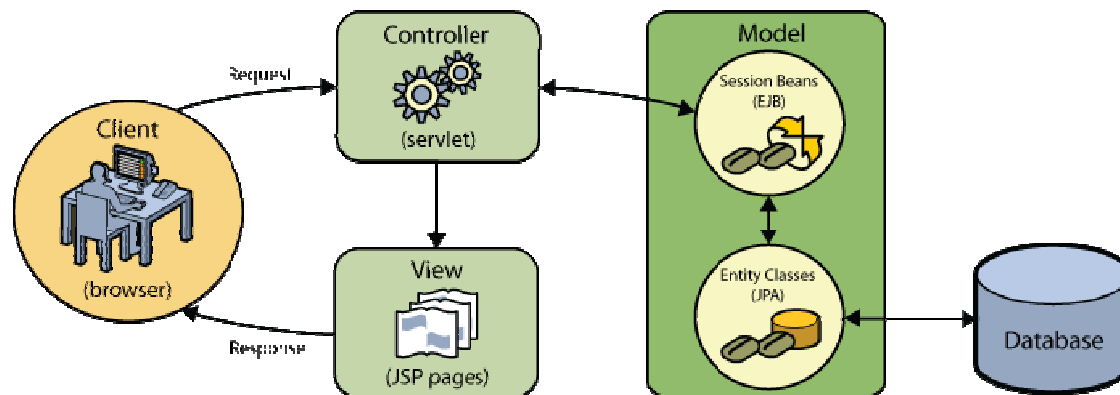 Controller
(servlet)
Request
Client
(browser)
View
(JSP pages)
Response
Model
Session Beans
(EJB)
Entity Classes
(JPA)
Database